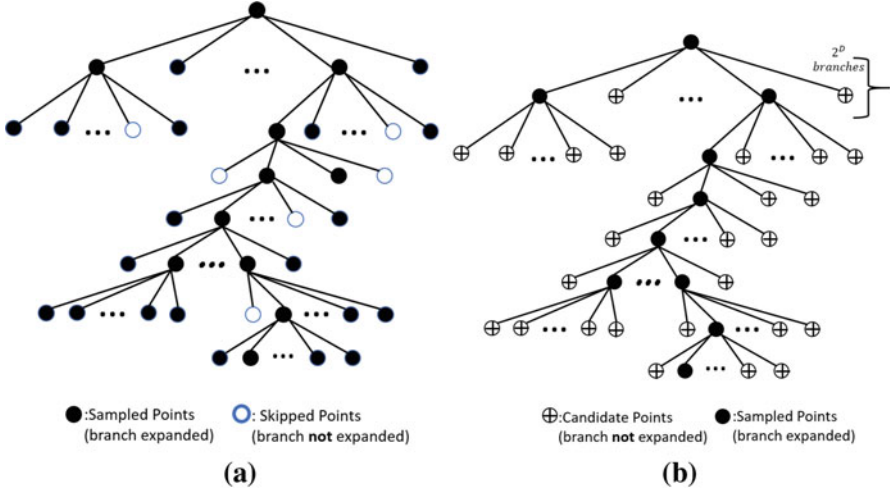 2^D
branches
:Sampled Points
(branch expanded)
: Skipped Points
(branch not expanded)
(a)
:Candidate Points
(branch not expanded)
:Sampled Points
(branch expanded)
(b)